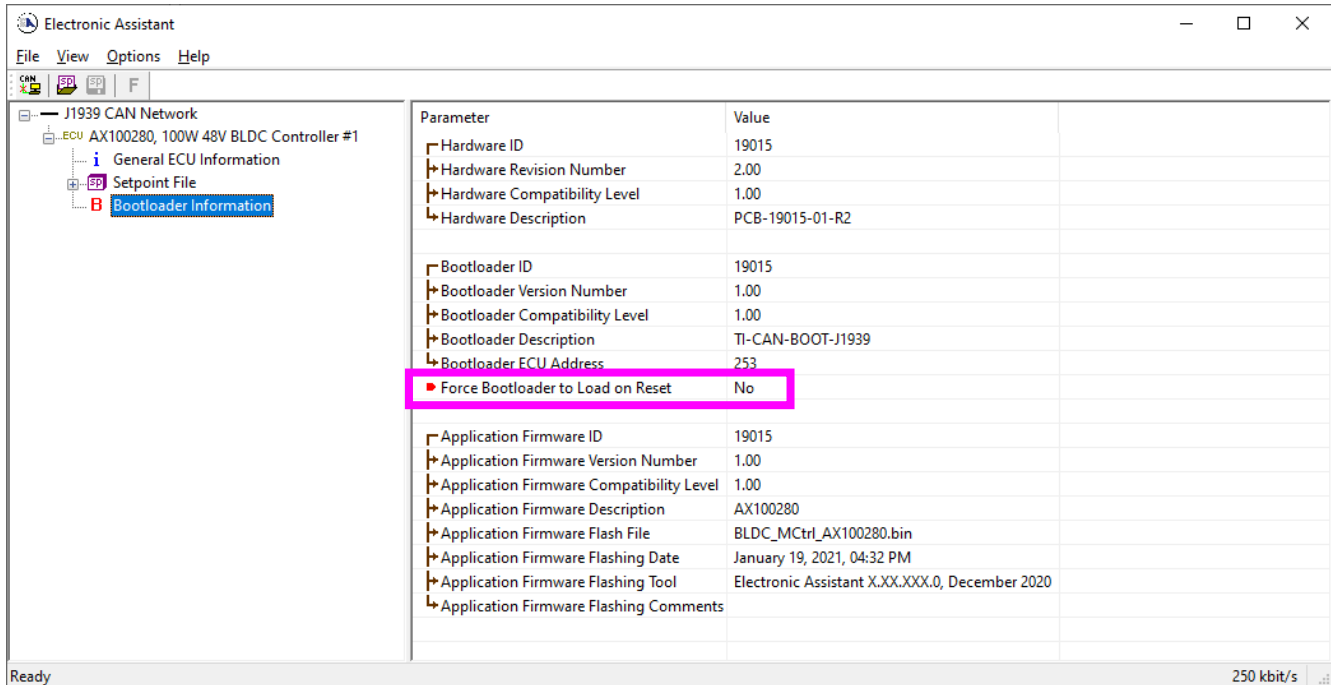 Electronic Assistant
File View Options Help
CAN SP SP F
J1939 CAN Network
ECU AX100280, 100W 48V BLDC Controller #1
i General ECU Information
SP Setpoint File
B Bootloader Information
Parameter Value
Hardware ID 19015
Hardware Revision Number 2.00
Hardware Compatibility Level 1.00
Hardware Description PCB-19015-01-R2
Bootloader ID 19015
Bootloader Version Number 1.00
Bootloader Compatibility Level 1.00
Bootloader Description TI-CAN-BOOT-J1939
Bootloader ECU Address 253
Force Bootloader to Load on Reset No
Application Firmware ID 19015
Application Firmware Version Number 1.00
Application Firmware Compatibility Level 1.00
Application Firmware Description AX100280
Application Firmware Flash File BLDC_MCtrl_AX100280.bin
Application Firmware Flashing Date January 19, 2021, 04:32 PM
Application Firmware Flashing Tool Electronic Assistant X.XX.XXX.0, December 2020
Application Firmware Flashing Comments
Ready 250 kbit/s